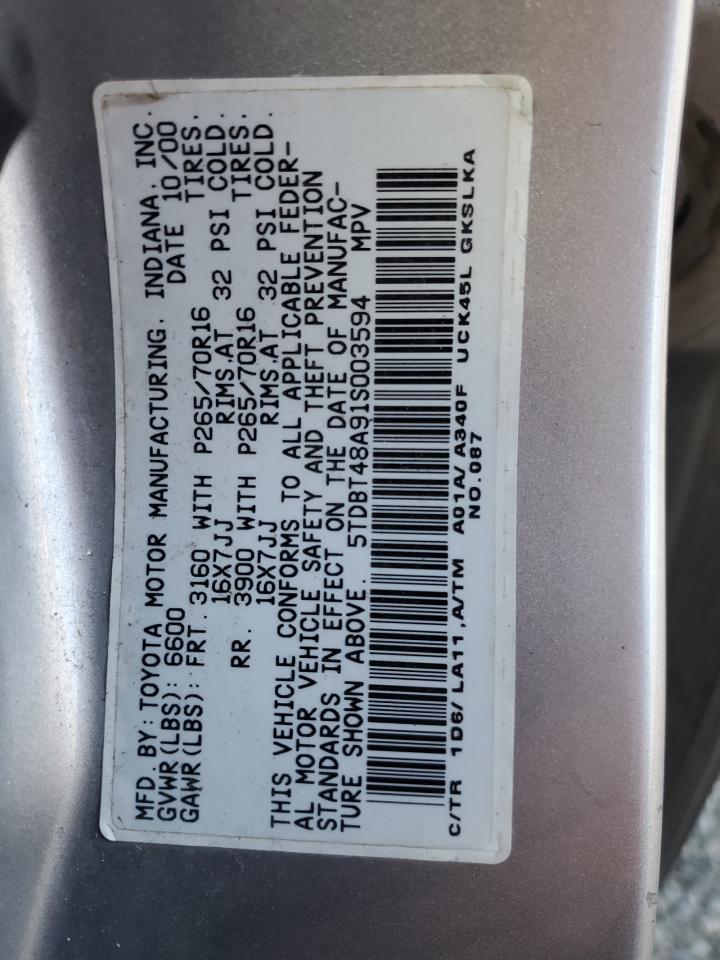 MFD. BY: TOYOTA MOTOR MANUFACTURING, INDIANA, INC.
GVWR(LBS): 6600 DATE 10/00
GAWR(LBS): FRT. 3160 WITH P265/70R16 TIRES.
16X7JJ RIMS.AT 32 PSI COLD.
RR. 3900 WITH P265/70R16 TIRES.
16X7JJ RIMS.AT 32 PSI COLD.
THIS VEHICLE CONFORMS TO ALL APPLICABLE FEDER-
AL MOTOR VEHICLE SAFETY AND THEFT PREVENTION
STANDARDS IN EFFECT ON THE DATE OF MANUFAC-
TURE SHOWN ABOVE. 5TDBT48A91S003594 MPV
C/TR 1D6/LA11,A/TM A01A/A340F UCK45L GKSLKA
NO.087